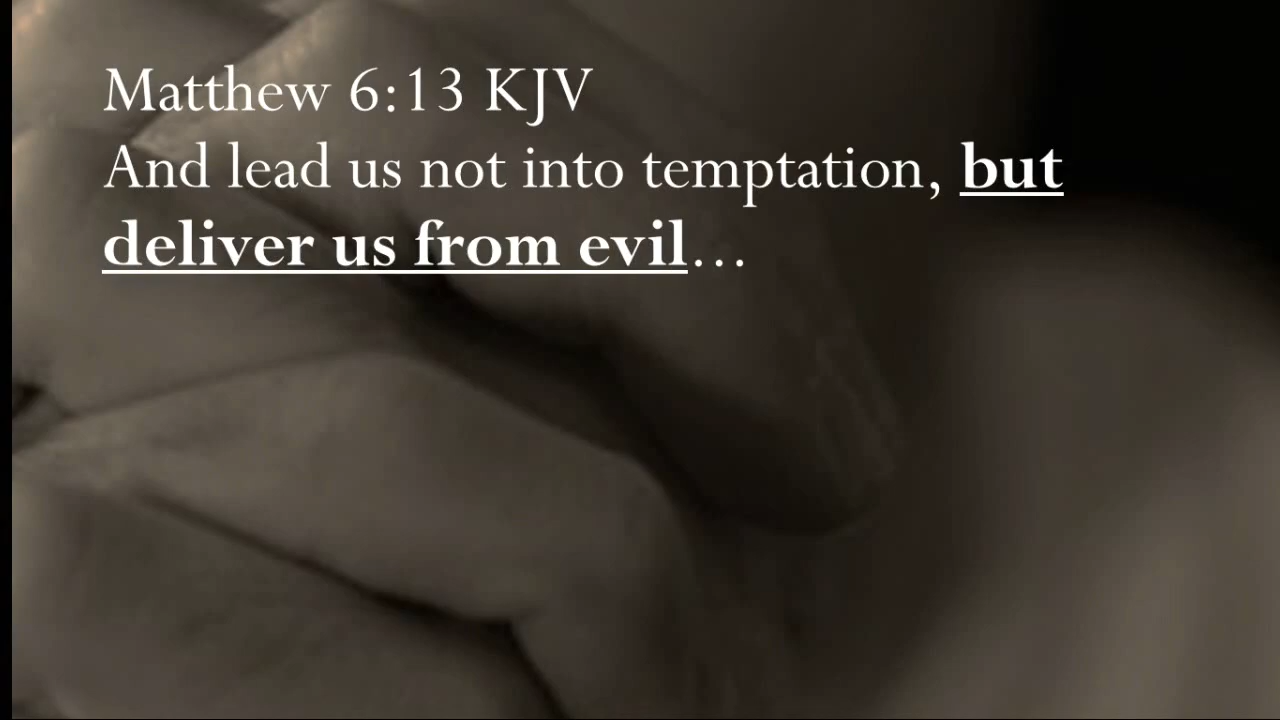 Matthew 6:13 KJV
And lead us not into temptation, but
deliver us from evil…